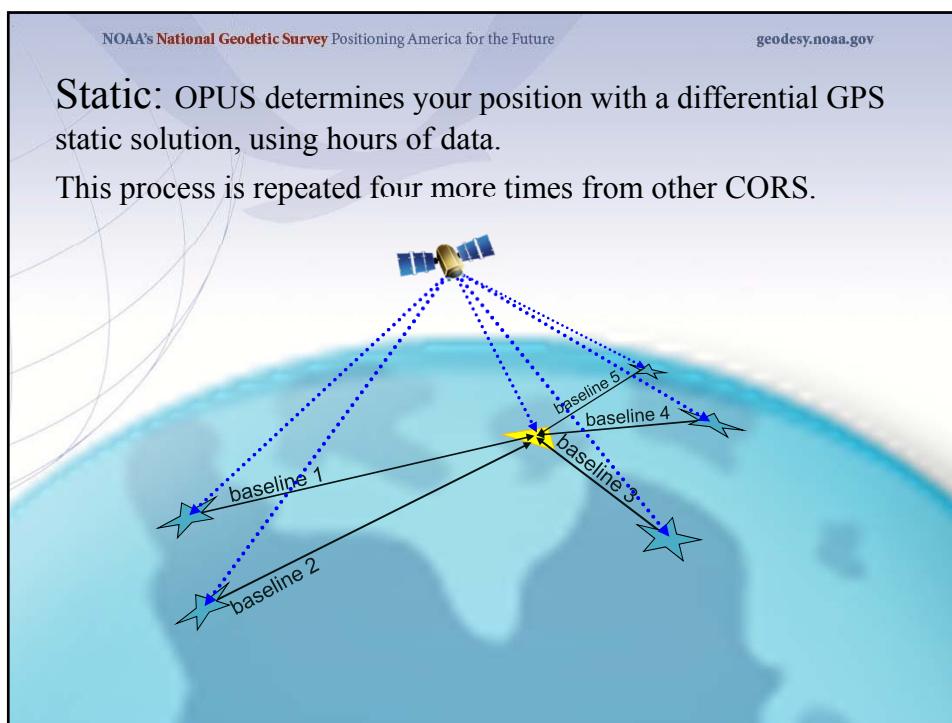 NOAA's National Geodetic Survey Positioning America for the Future geodesy.noaa.gov
Static: OPUS determines your position with a differential GPS
static solution, using hours of data.
This process is repeated four more times from other CORS.
baseline 5
baseline 4
baseline 1
baseline 3
baseline 2